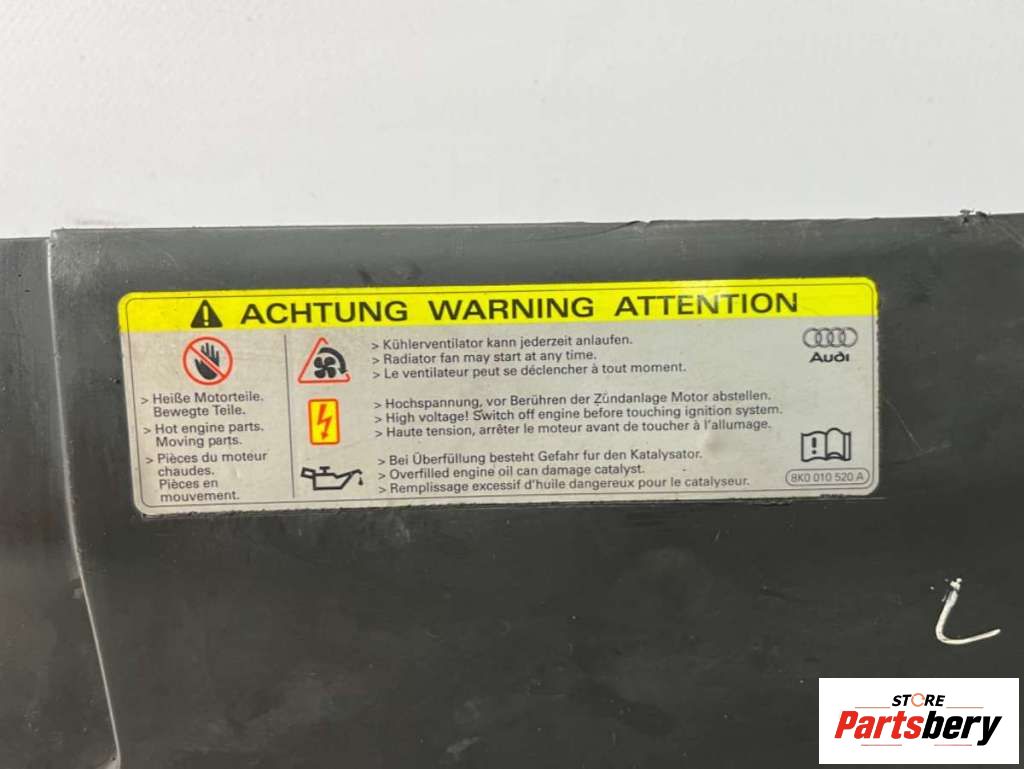 ACHTUNG WARNING ATTENTION
> Heiße Motorteile.
Bewegte Teile.
> Hot engine parts.
Moving parts.
> Pièces du moteur
chaudes.
Pièces en
mouvement.
> Kühlerventilator kann jederzeit anlaufen.
> Radiator fan may start at any time.
> Le ventilateur peut se déclencher à tout moment.
> Hochspannung, vor Berühren der Zündanlage Motor abstellen.
> High voltage! Switch off engine before touching ignition system.
> Haute tension, arrêter le moteur avant de toucher à l'allumage.
> Bei Überfüllung besteht Gefahr fur den Katalysator.
> Overfilled engine oil can damage catalyst.
> Remplissage excessif d'huile dangereux pour le catalyseur.
Audi
8K0 010 520 A
STORE
Partsbery